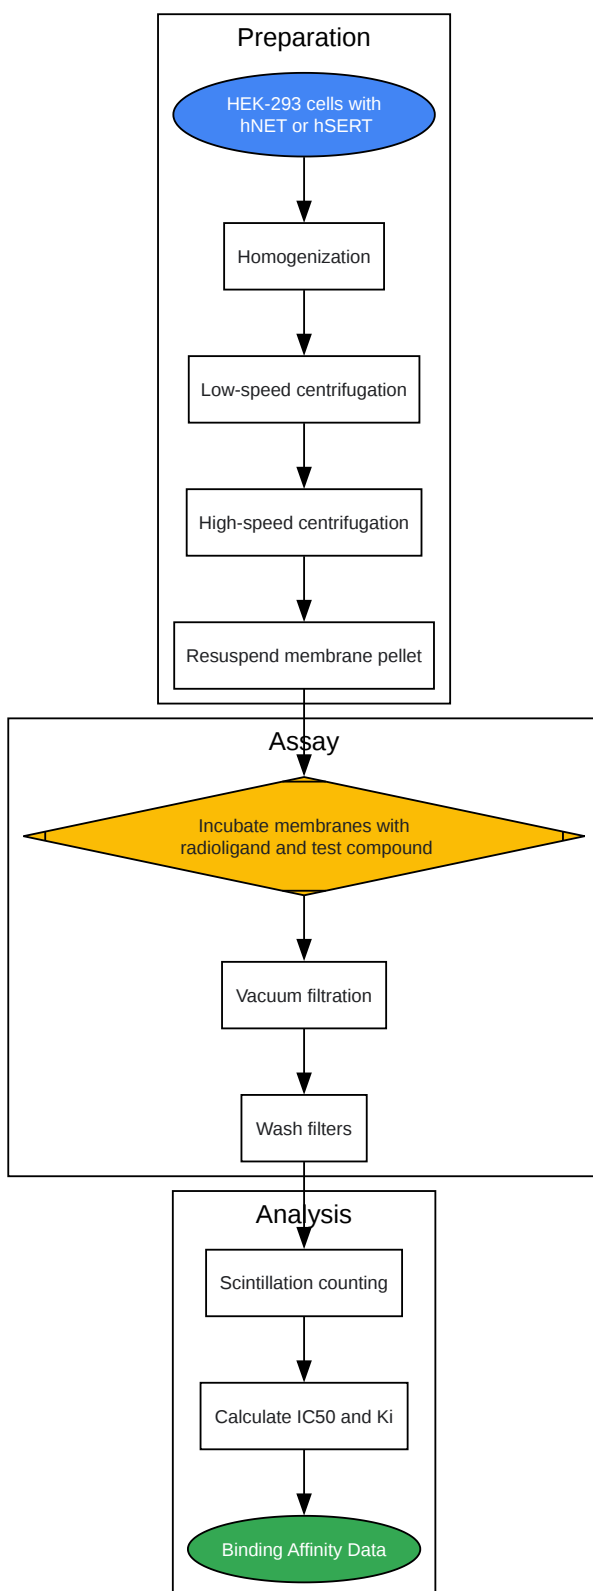 Preparation
HEK-293 cells with
hNET or hSERT
Homogenization
Low-speed centrifugation
High-speed centrifugation
Resuspend membrane pellet
Assay
Incubate membranes with
radioligand and test compound
Vacuum filtration
Wash filters
Analysis
Scintillation counting
Calculate IC50 and Ki
Binding Affinity Data